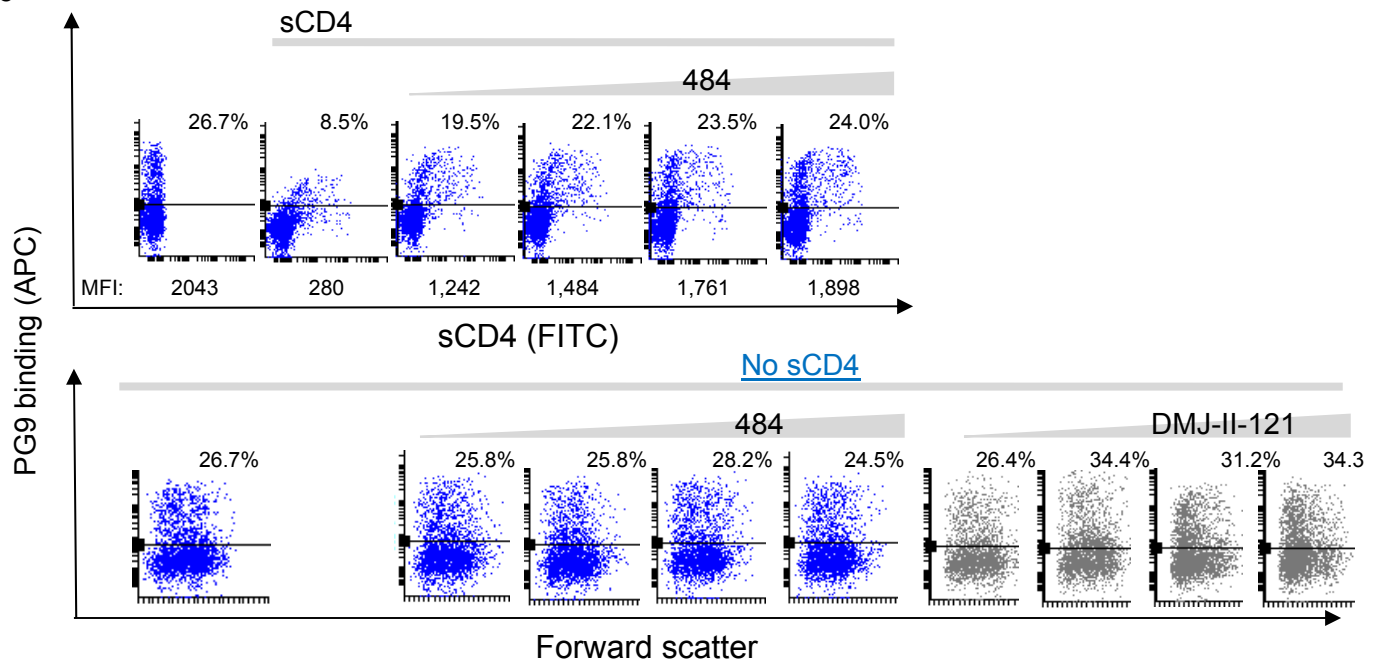 sCD4
484
26.7% 8.5% 19.5% 22.1% 23.5% 24.0%
MFI: 2043 280 1,242 1,484 1,761 1,898
sCD4 (FITC)
PG9 binding (APC)
No sCD4
484 DMJ-II-121
26.7% 25.8% 25.8% 28.2% 24.5% 26.4% 34.4% 31.2% 34.3
Forward scatter